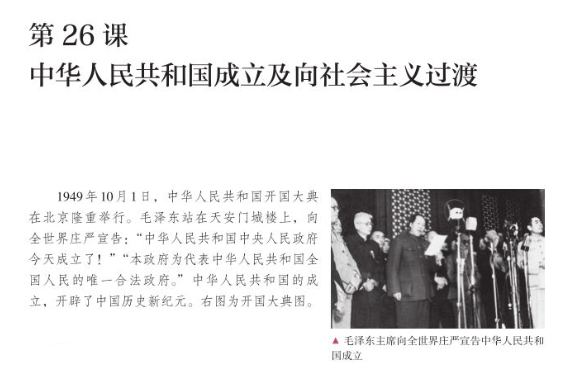 第 26 课
中华人民共和国成立及向社会主义过渡
1949 年 10 月 1 日，中华人民共和国开国大典
在北京隆重举行。毛泽东站在天安门城楼上，向
全世界庄严宣告：“中华人民共和国中央人民政府
今天成立了！”“本政府为代表中华人民共和国全
国人民的唯一合法政府。”中华人民共和国的成
立，开辟了中国历史新纪元。右图为开国大典图。
▲ 毛泽东主席向全世界庄严宣告中华人民共和
国成立